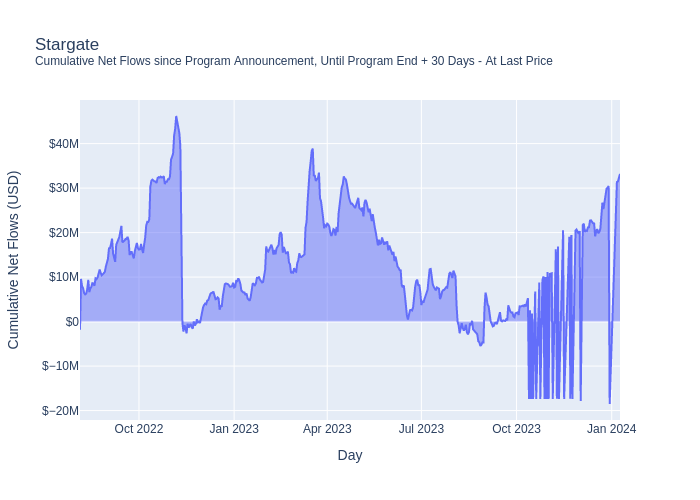 Stargate
Cumulative Net Flows since Program Announcement, Until Program End + 30 Days - At Last Price
Cumulative Net Flows (USD)
$40M
$30M
$20M
$10M
$0
$−10M
$−20M
Oct 2022
Jan 2023
Apr 2023
Jul 2023
Oct 2023
Jan 2024
Day